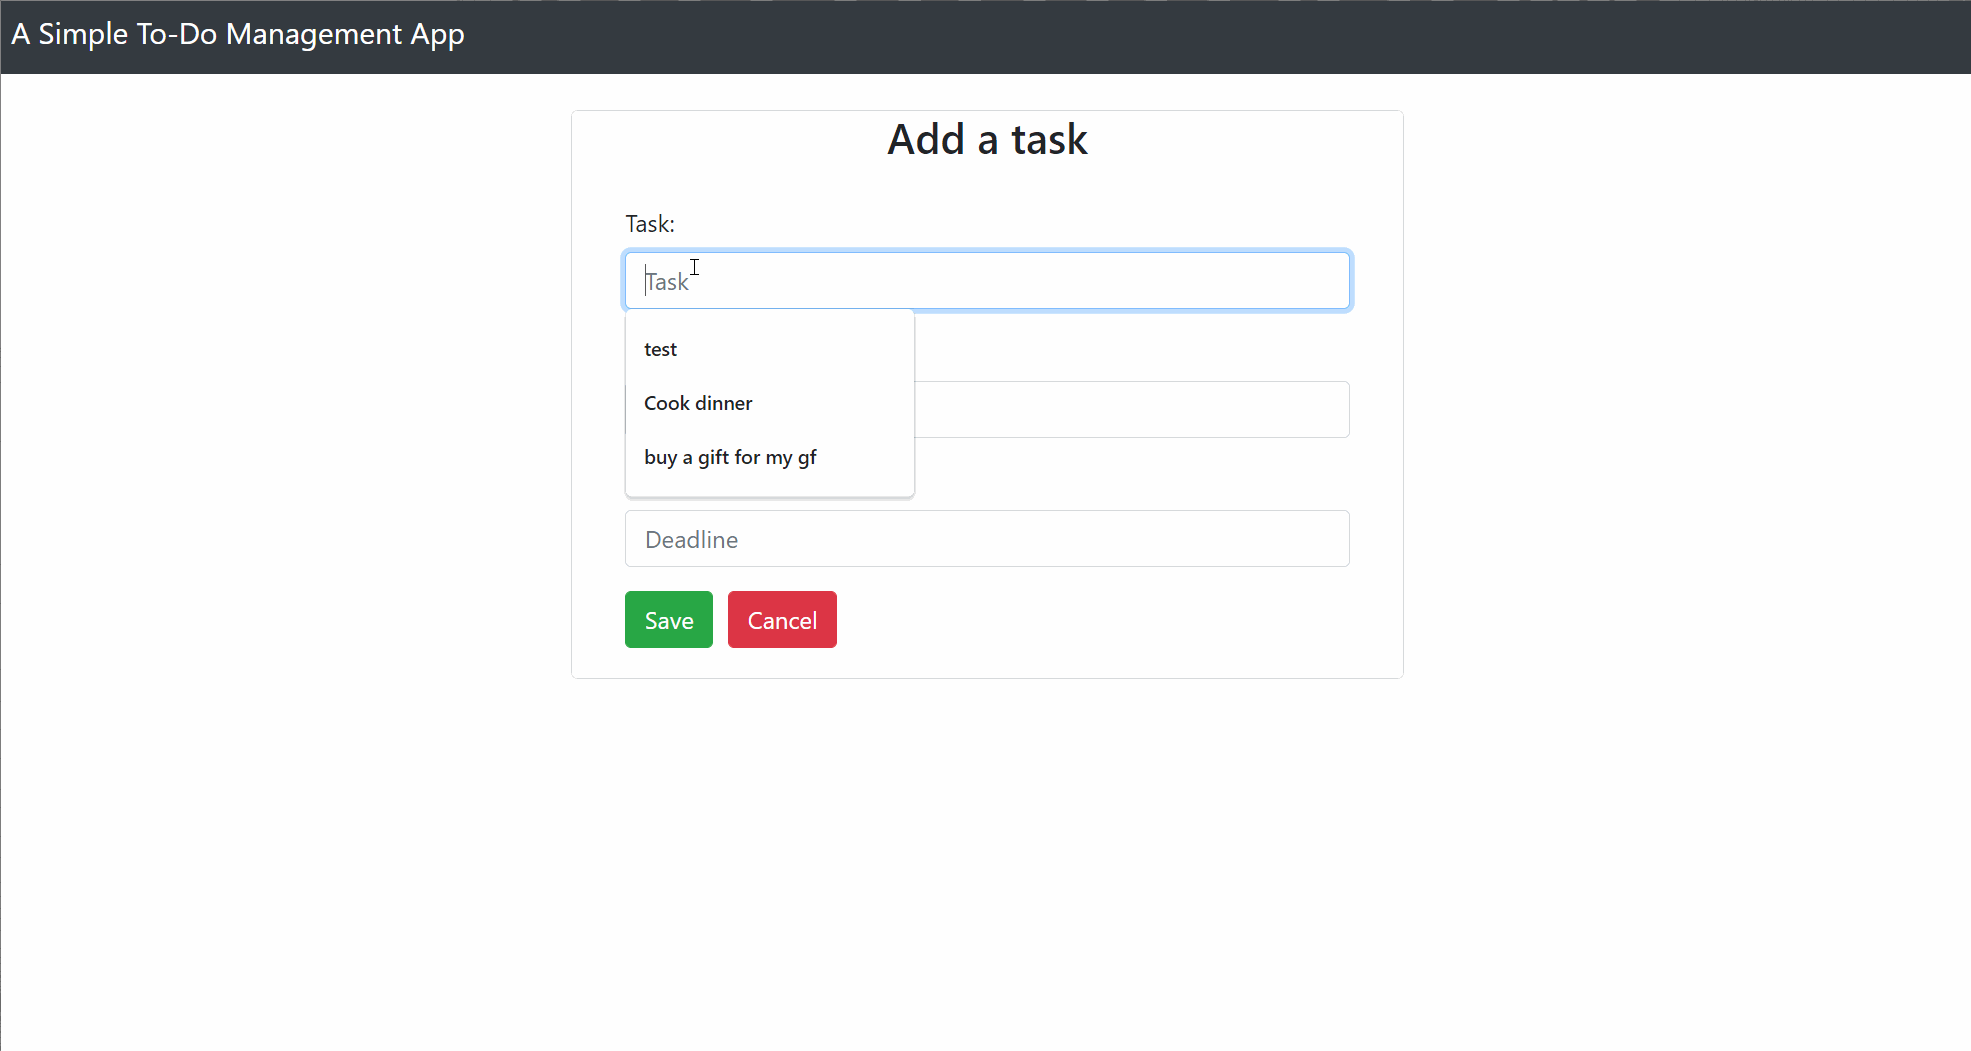 A Simple To-Do Management App
Add a task
Task:
Task
test
Cook dinner
buy a gift for my gf
Deadline
Save Cancel